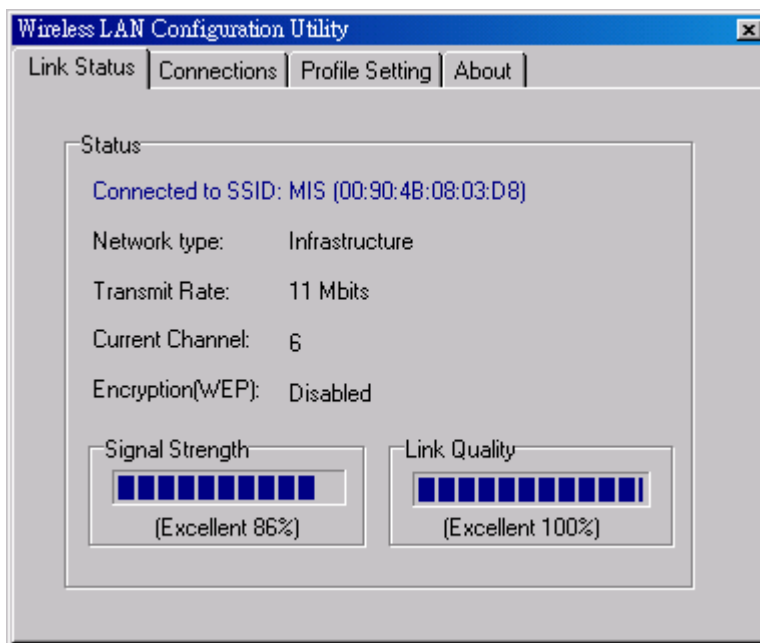 Wireless LAN Configuration Utility
Link Status Connections Profile Setting About
Status
Connected to SSID: MIS (00:90:4B:08:03:D8)
Network type: Infrastructure
Transmit Rate: 11 Mbits
Current Channel: 6
Encryption(WEP): Disabled
Signal Strength Link Quality
(Excellent 86%) (Excellent 100%)